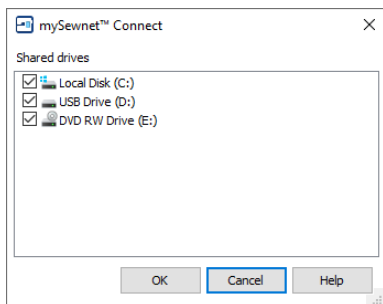 mySewnet™ Connect
Shared drives
Local Disk (C:)
USB Drive (D:)
DVD RW Drive (E:)
OK Cancel Help